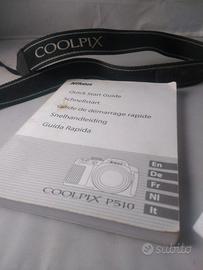 COOLPIX
Nikon
Quick Start Guide
Schnellstart
Guide de démarrage rapide
Snelhandleiding
Guida Rapida
En
De
Fr
Nl
It
COOLPIX P510
subito